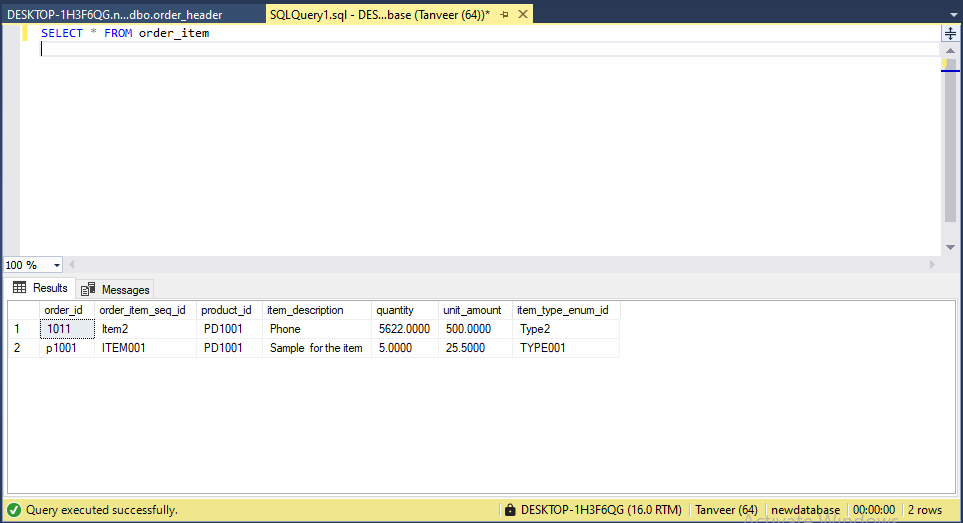 DESKTOP-1H3F6QG.n...dbo.order_header SQLQuery1.sql - DES...base (Tanveer (64))*
SELECT * FROM order_item
100 %
Results Messages
order_id order_item_seq_id product_id item_description quantity unit_amount item_type_enum_id
1 1011 Item2 PD1001 Phone 5622.0000 500.0000 Type2
2 p1001 ITEM001 PD1001 Sample for the item 5.0000 25.5000 TYPE001
Query executed successfully. DESKTOP-1H3F6QG (16.0 RTM) Tanveer (64) newdatabase 00:00:00 2 rows
Activate Windows